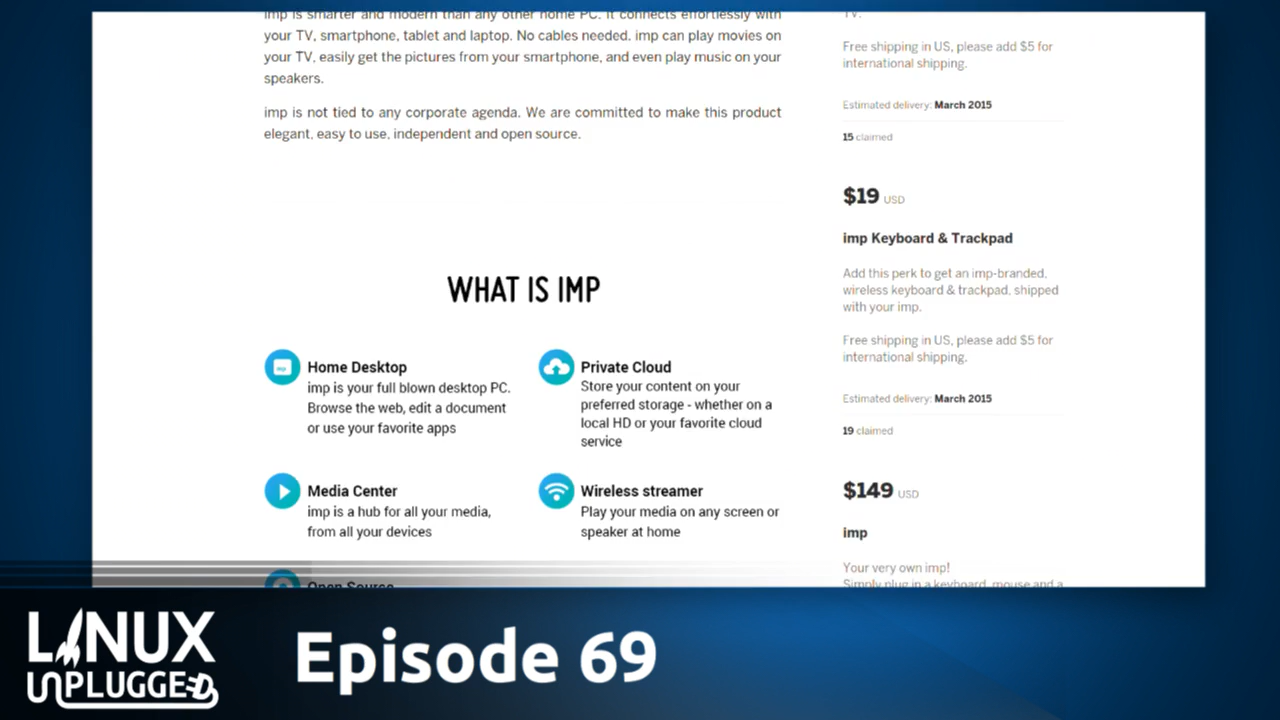 imp is smarter and modern than any other home PC. It connects effortlessly with
your TV, smartphone, tablet and laptop. No cables needed. imp can play movies on
your TV, easily get the pictures from your smartphone, and even play music on your
speakers.
imp is not tied to any corporate agenda. We are committed to make this product
elegant, easy to use, independent and open source.
WHAT IS IMP
Home Desktop
imp is your full blown desktop PC.
Browse the web, edit a document
or use your favorite apps
Private Cloud
Store your content on your
preferred storage - whether on a
local HD or your favorite cloud
service
Media Center
imp is a hub for all your media,
from all your devices
Wireless streamer
Play your media on any screen or
speaker at home
Open Source
TV.
Free shipping in US, please add $5 for
international shipping.
Estimated delivery: March 2015
15 claimed
$19 USD
imp Keyboard & Trackpad
Add this perk to get an imp-branded,
wireless keyboard & trackpad, shipped
with your imp.
Free shipping in US, please add $5 for
international shipping.
Estimated delivery: March 2015
19 claimed
$149 USD
imp
Your very own imp!
Simply plug in a keyboard, mouse and a
LINUX
UNPLUGGED
Episode 69